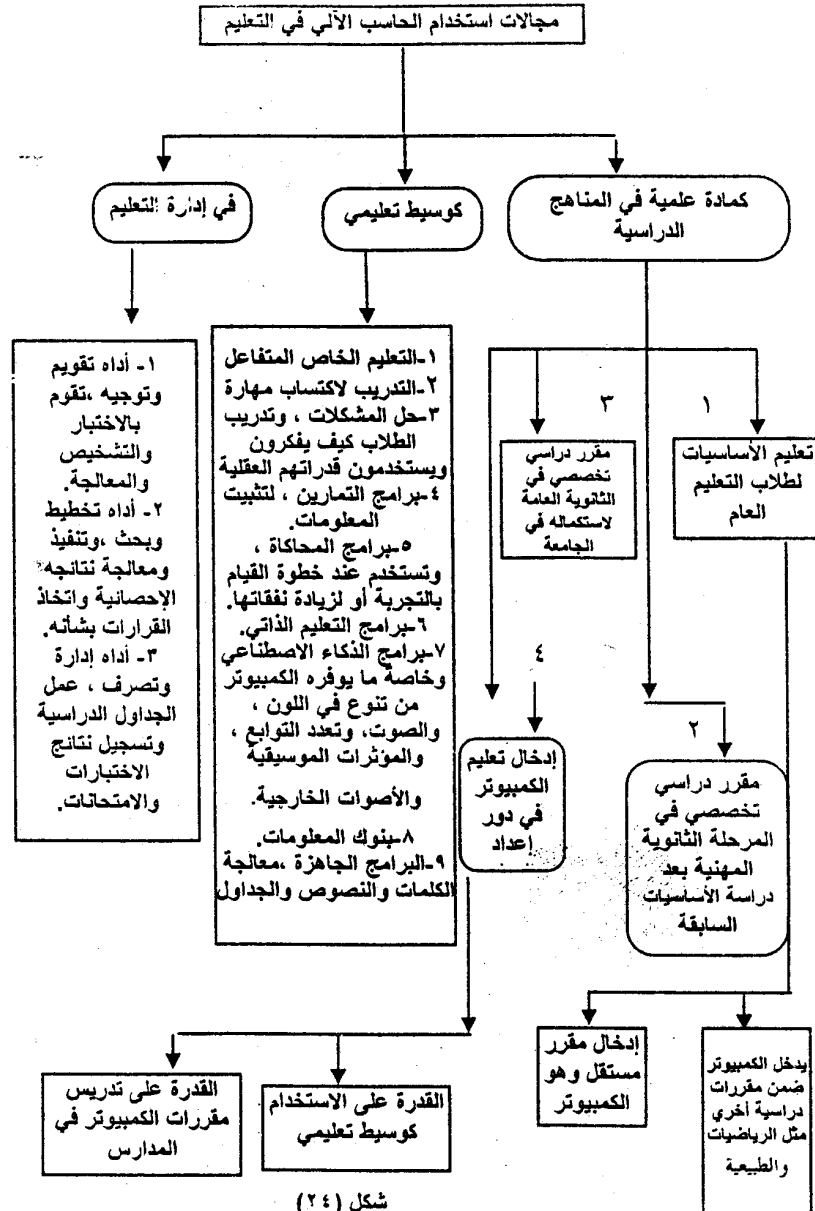 مجالات استخدام الحاسب الآلي في التعليم
كمادة علمية في المناهج
الدراسية
كوسيط تعليمي
في إدارة التعليم
١
تعليم الأساسيات
لطلاب التعليم
العام
٣
مقرر دراسي
تخصصي في
الثانوية العامة
لاستكماله في
الجامعة
١-التعليم الخاص المتفاعل
٢-التدريب لاكتساب مهارة
٣-حل المشكلات ، وتدريب
الطلاب كيف يفكرون
ويستخدمون قدراتهم العقلية
٤-برامج التمارين ، لتثبيت
المعلومات.
٥-برامج المحاكاة ،
وتستخدم عند خطوة القيام
بالتجربة أو لزيادة نفقاتها.
٦-برامج التعليم الذاتي.
٧-برامج الذكاء الاصطناعي
وخاصة ما يوفره الكمبيوتر
من تنوع في اللون ،
والصوت، وتعدد التوابع ،
والمؤثرات الموسيقية
والأصوات الخارجية.
٨-بنوك المعلومات.
٩-البرامج الجاهزة ،معالجة
الكلمات والنصوص والجداول
١- أداه تقويم
وتوجيه ،تقوم
بالاختبار
والتشخيص
والمعالجة.
٢- أداه تخطيط
وبحث ،وتنفيذ
ومعالجة نتائجه
الإحصائية واتخاذ
القرارات بشأنه.
٣- أداه إدارة
وتصرف ، عمل
الجداول الدراسية
وتسجيل نتائج
الاختبارات
والامتحانات.
٢
مقرر دراسي
تخصصي في
المرحلة الثانوية
المهنية بعد
دراسة الأساسيات
السابقة
٤
إدخال تعليم
الكمبيوتر
في دور
إعداد
يدخل الكمبيوتر
ضمن مقررات
دراسية أخري
مثل الرياضيات
والطبيعية
إدخال مقرر
مستقل وهو
الكمبيوتر
القدرة على الاستخدام
كوسيط تعليمي
القدرة على تدريس
مقررات الكمبيوتر في
المدارس
شكل (٢٤)